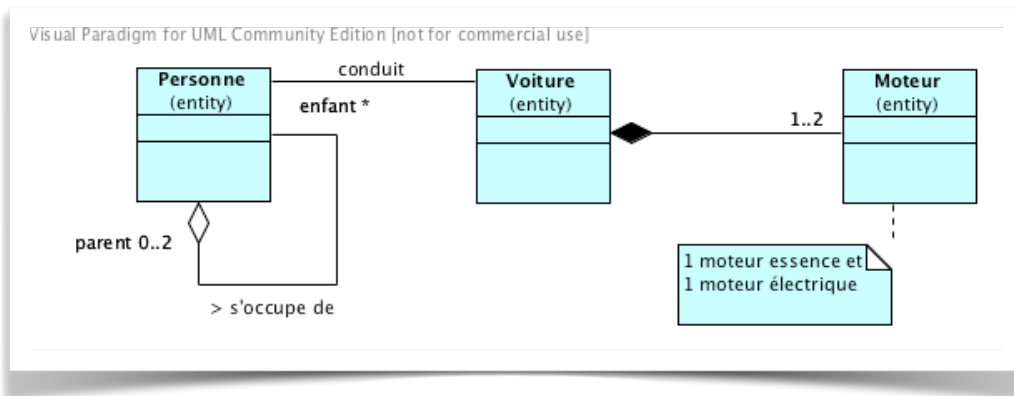 Visual Paradigm for UML Community Edition [not for commercial use]
Personne
(entity)
conduit
enfant *
Voiture
(entity)
1..2
Moteur
(entity)
parent 0..2
> s'occupe de
1 moteur essence et
1 moteur électrique